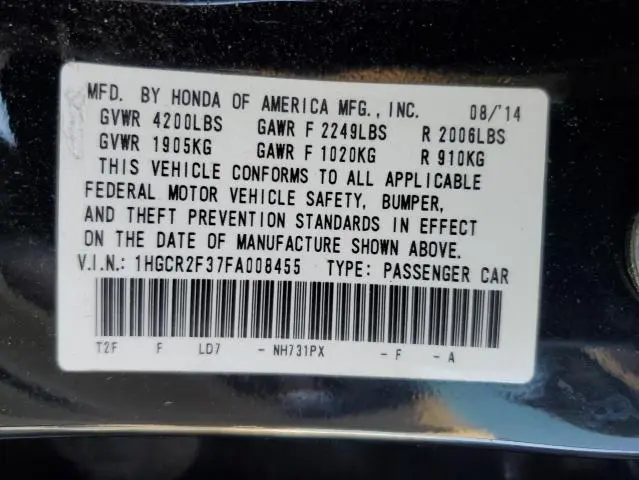 MFD. BY HONDA OF AMERICA MFG., INC. 08/'14
GVWR 4200LBS GAWR F 2249LBS R 2006LBS
GVWR 1905KG GAWR F 1020KG R 910KG
THIS VEHICLE CONFORMS TO ALL APPLICABLE
FEDERAL MOTOR VEHICLE SAFETY, BUMPER,
AND THEFT PREVENTION STANDARDS IN EFFECT
ON THE DATE OF MANUFACTURE SHOWN ABOVE.
V.I.N.: 1HGCR2F37FA008455 TYPE: PASSENGER CAR
T2F F LD7 - NH731PX - F - A